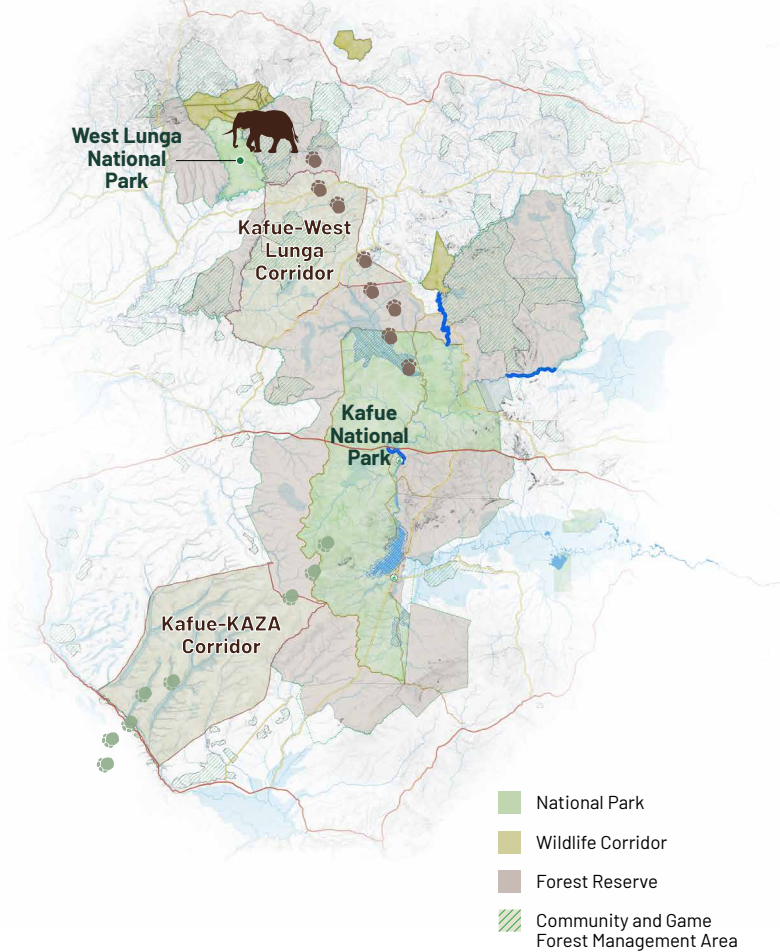 West Lunga
National
Park
Kafue-West
Lunga
Corridor
Kafue
National
Park
Kafue-KAZA
Corridor
National Park
Wildlife Corridor
Forest Reserve
Community and Game
Forest Management Area